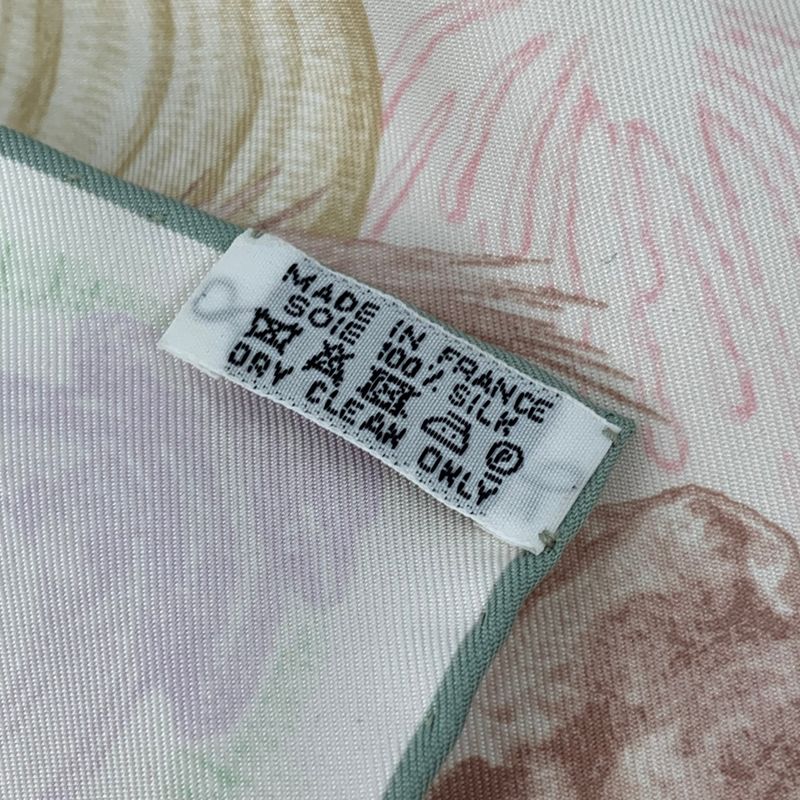 MADE IN FRANCE
SOIE 100% SILK
P
DRY CLEAN ONLY